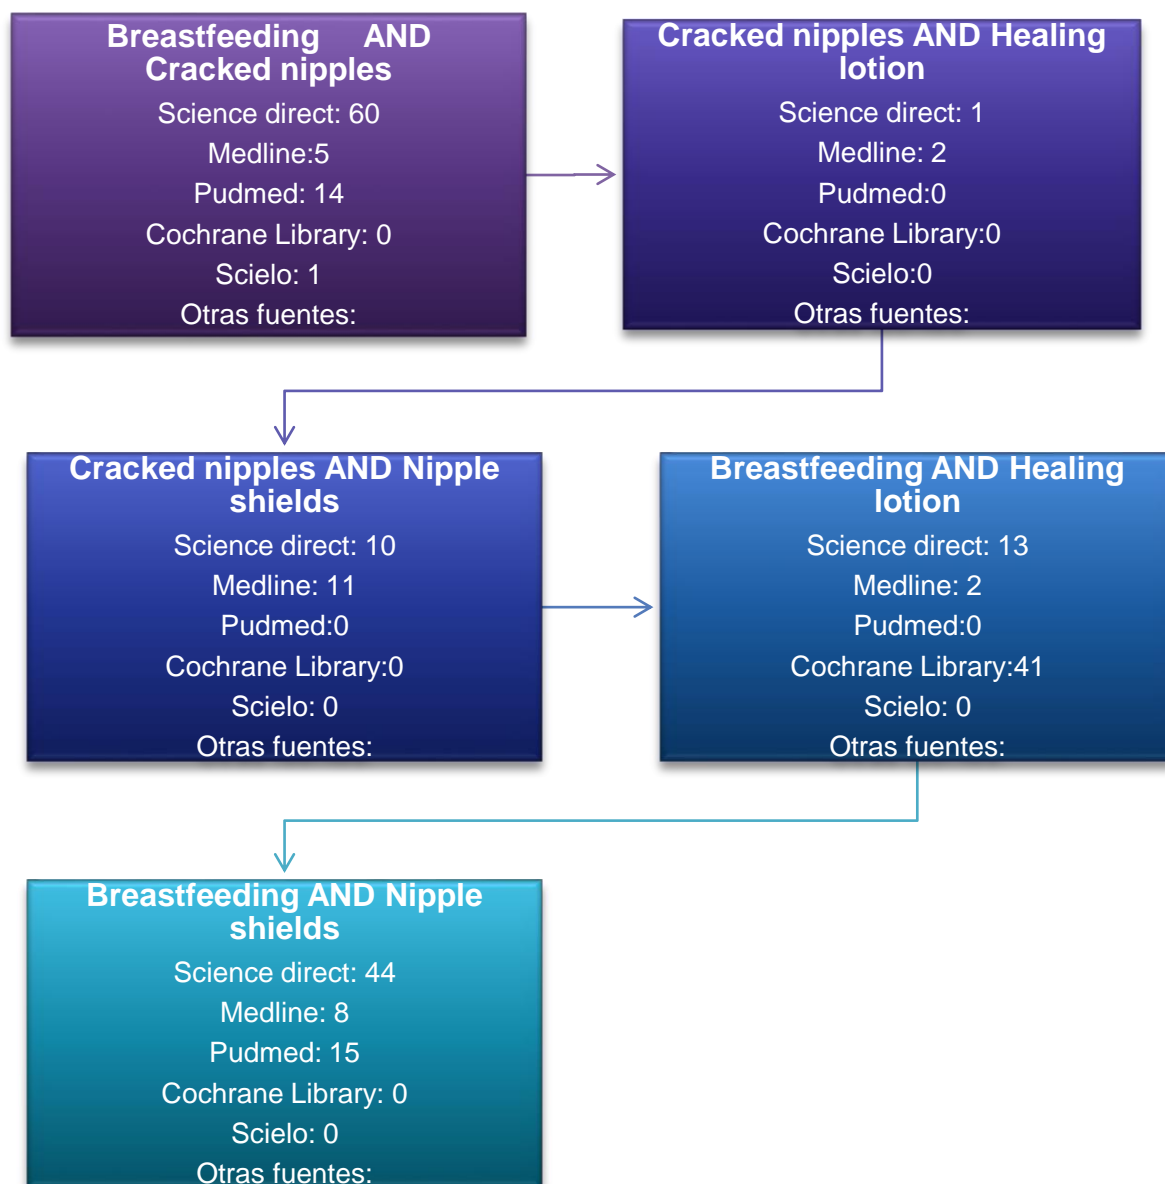 Breastfeeding AND
Cracked nipples
Science direct: 60
Medline:5
Pudmed: 14
Cochrane Library: 0
Scielo: 1
Otras fuentes:
Cracked nipples AND Healing
lotion
Science direct: 1
Medline: 2
Pudmed:0
Cochrane Library:0
Scielo:0
Otras fuentes:
Cracked nipples AND Nipple
shields
Science direct: 10
Medline: 11
Pudmed:0
Cochrane Library:0
Scielo: 0
Otras fuentes:
Breastfeeding AND Healing
lotion
Science direct: 13
Medline: 2
Pudmed:0
Cochrane Library:41
Scielo: 0
Otras fuentes:
Breastfeeding AND Nipple
shields
Science direct: 44
Medline: 8
Pudmed: 15
Cochrane Library: 0
Scielo: 0
Otras fuentes: